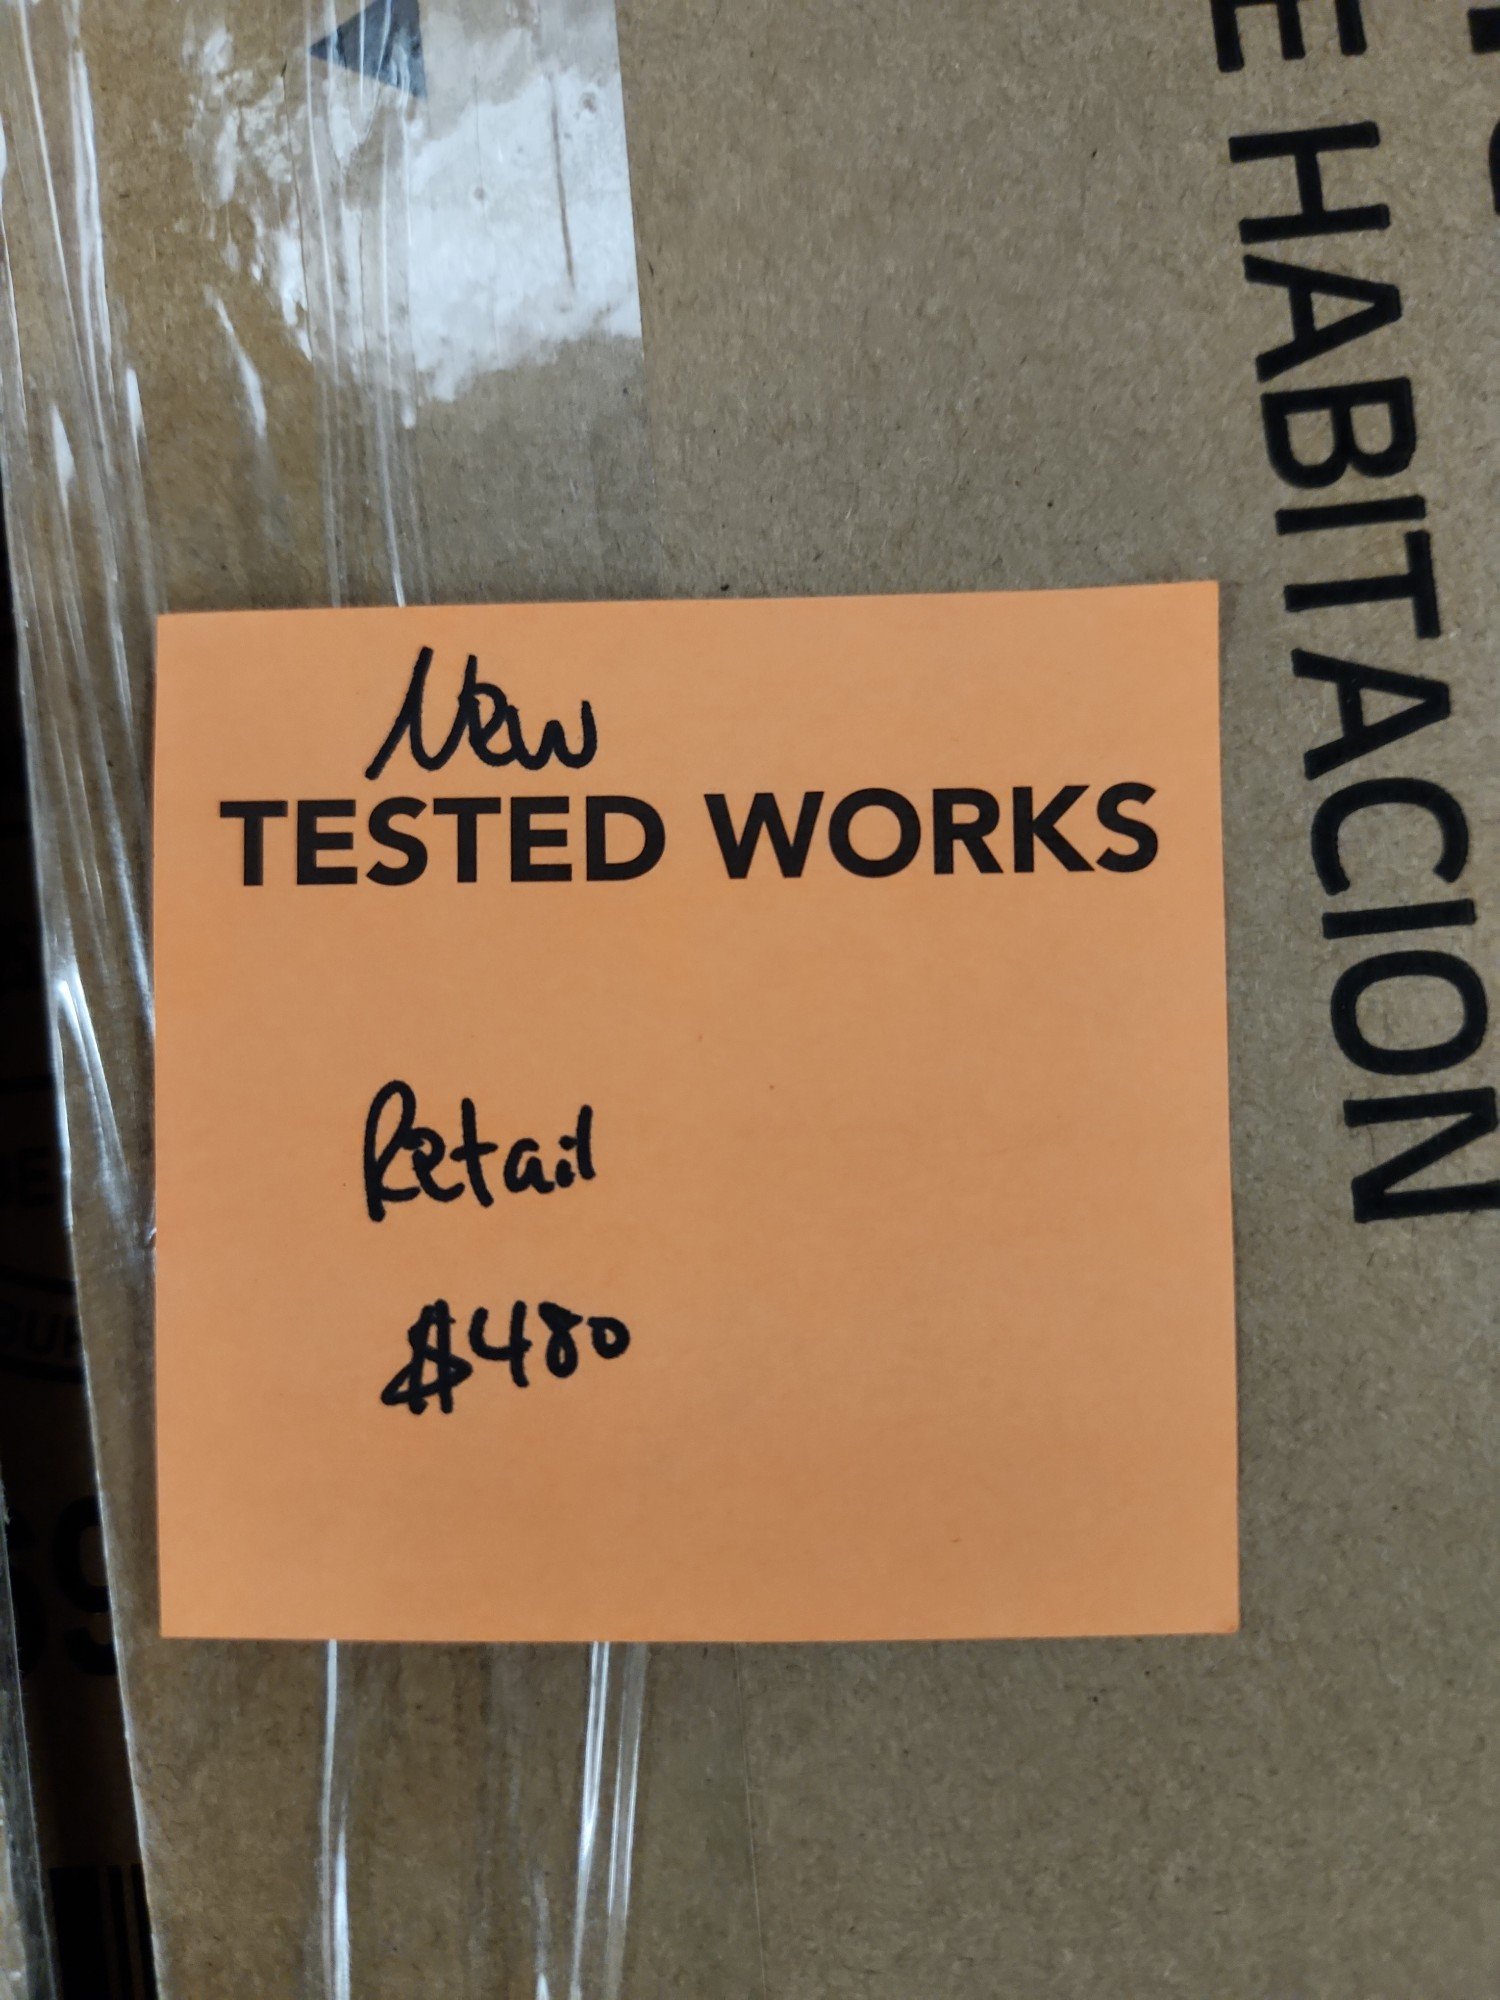 New
TESTED WORKS
Retail
$480
E HABITACION